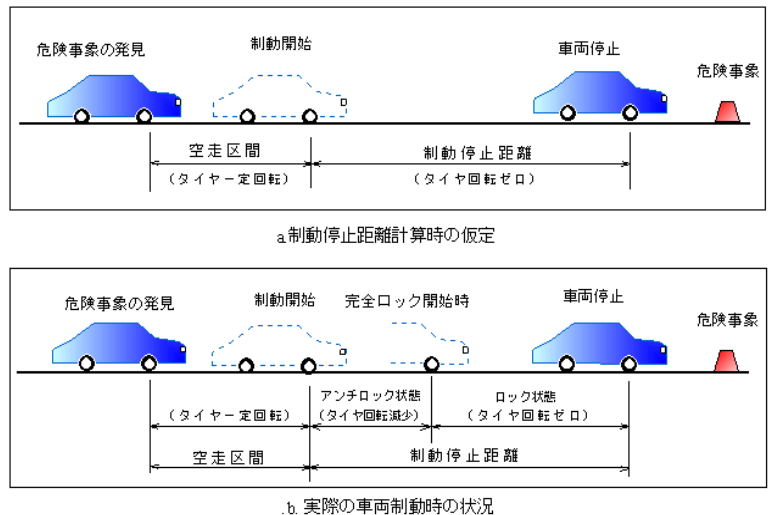 危険事象の発見
制動開始
車両停止
危険事象
空走区間
(タイヤ一定回転)
制動停止距離
(タイヤ回転ゼロ)
a.制動停止距離計算時の仮定
危険事象の発見
制動開始
完全ロック開始時
車両停止
危険事象
アンチロック状態
(タイヤ回転減少)
ロック状態
(タイヤ回転ゼロ)
(タイヤ一定回転)
空走区間
制動停止距離
.b.実際の車両制動時の状況